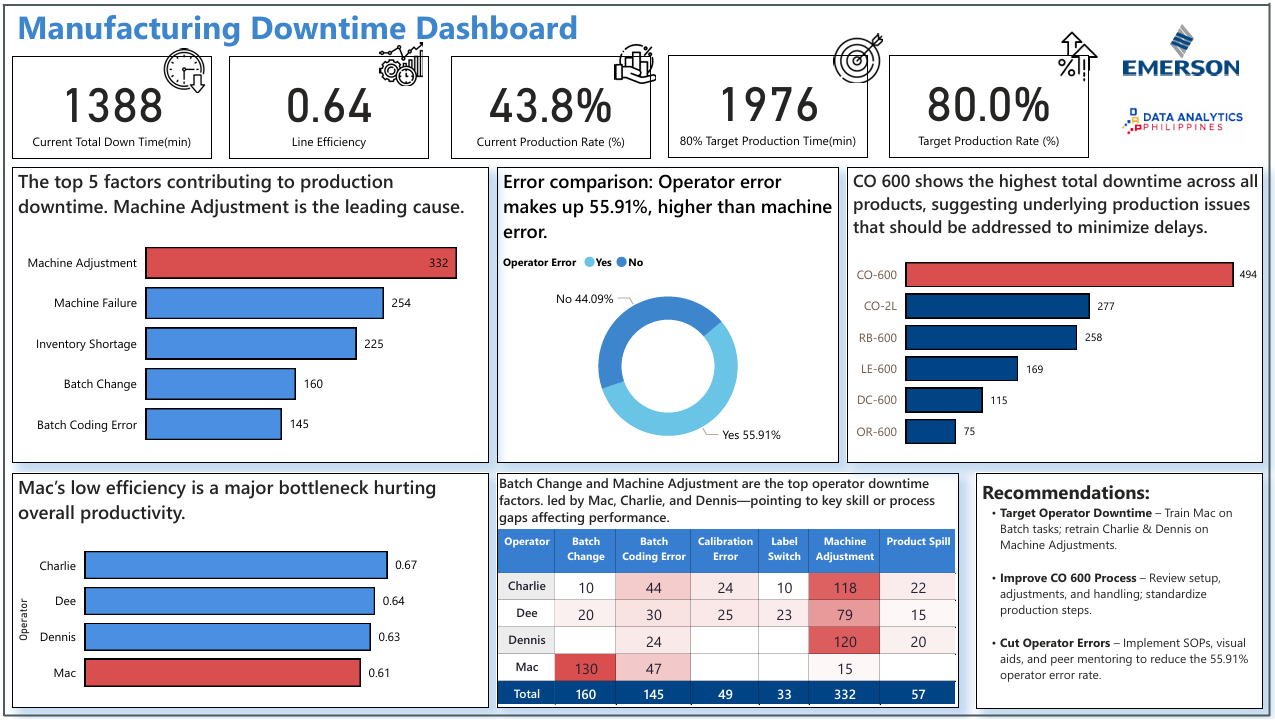 Manufacturing Downtime Dashboard
1388
Current Total Down Time(min)
0.64
Line Efficiency
43.8%
Current Production Rate (%)
1976
80% Target Production Time(min)
80.0%
Target Production Rate (%)
EMERSON
DAP DATA ANALYTICS
PHILIPPINES
The top 5 factors contributing to production
downtime. Machine Adjustment is the leading cause.
Machine Adjustment 332
Machine Failure 254
Inventory Shortage 225
Batch Change 160
Batch Coding Error 145
Error comparison: Operator error
makes up 55.91%, higher than machine
error.
Operator Error Yes No
No 44.09%
Yes 55.91%
CO 600 shows the highest total downtime across all
products, suggesting underlying production issues
that should be addressed to minimize delays.
CO-600 494
CO-2L 277
RB-600 258
LE-600 169
DC-600 115
OR-600 75
Mac’s low efficiency is a major bottleneck hurting
overall productivity.
Operator
Charlie 0.67
Dee 0.64
Dennis 0.63
Mac 0.61
Batch Change and Machine Adjustment are the top operator downtime
factors. led by Mac, Charlie, and Dennis—pointing to key skill or process
gaps affecting performance.
Operator Batch Change Batch Coding Error Calibration Error Label Switch Machine Adjustment Product Spill
Charlie 10 44 24 10 118 22
Dee 20 30 25 23 79 15
Dennis 24 120 20
Mac 130 47 15
Total 160 145 49 33 332 57
Recommendations:
• Target Operator Downtime – Train Mac on
Batch tasks; retrain Charlie & Dennis on
Machine Adjustments.
• Improve CO 600 Process – Review setup,
adjustments, and handling; standardize
production steps.
• Cut Operator Errors – Implement SOPs, visual
aids, and peer mentoring to reduce the 55.91%
operator error rate.